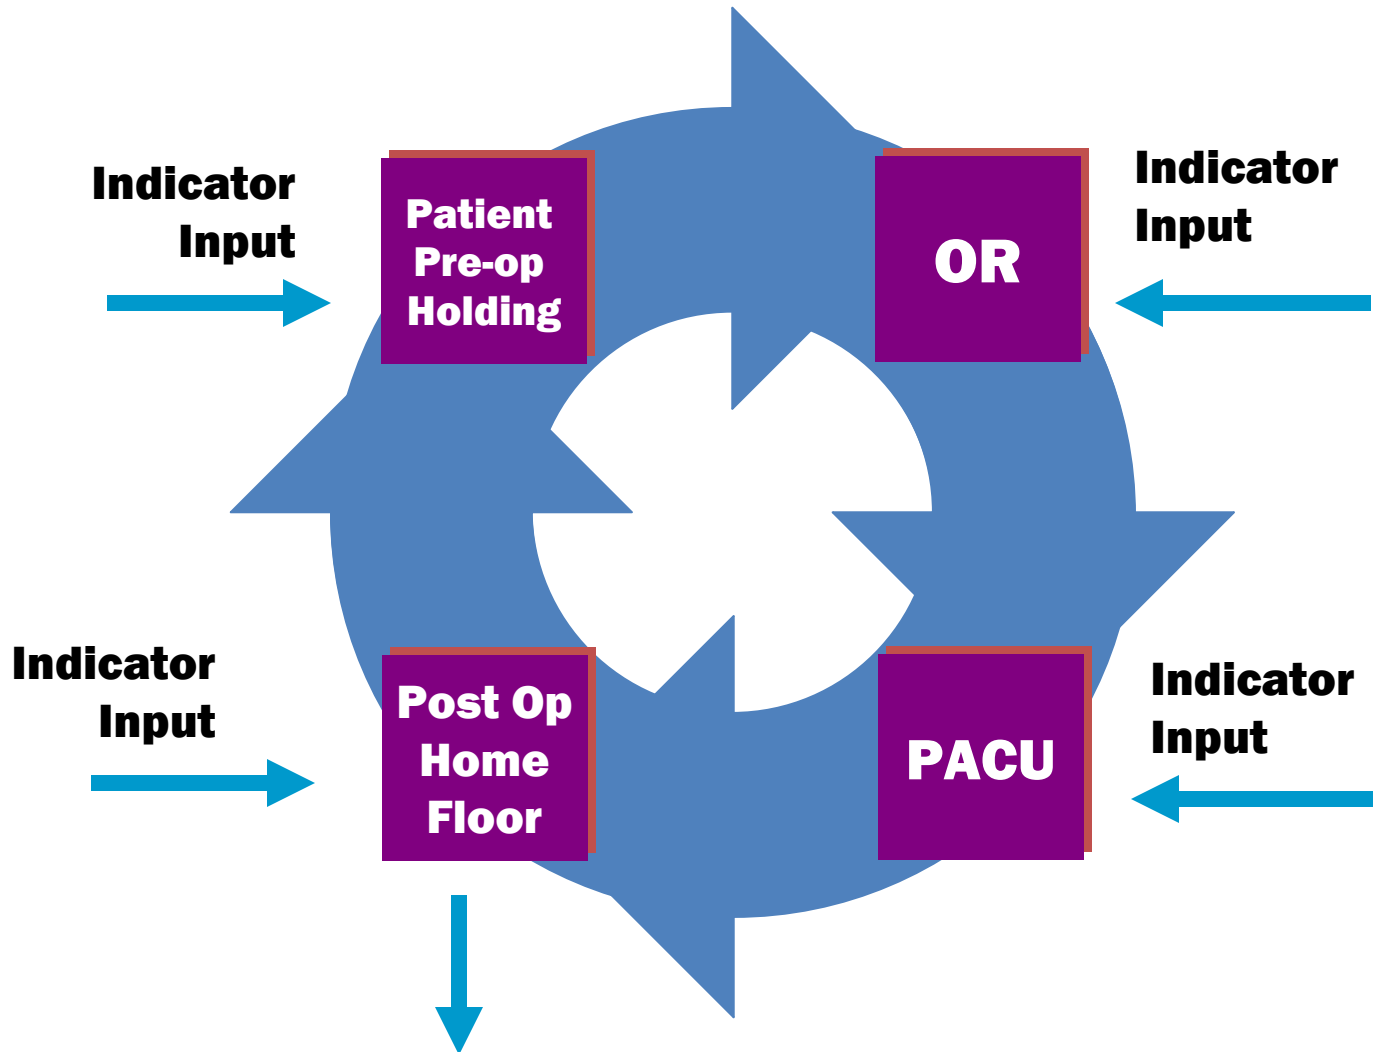 Indicator
Input
Patient
Pre-op
Holding
OR
Indicator
Input
Indicator
Input
Post Op
Home
Floor
PACU
Indicator
Input